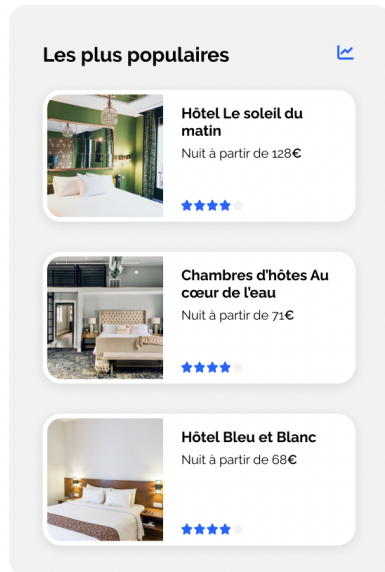 Les plus populaires
Hôtel Le soleil du
matin
Nuit à partir de 128€
Chambres d'hôtes Au
cœur de l'eau
Nuit à partir de 71€
Hôtel Bleu et Blanc
Nuit à partir de 68€